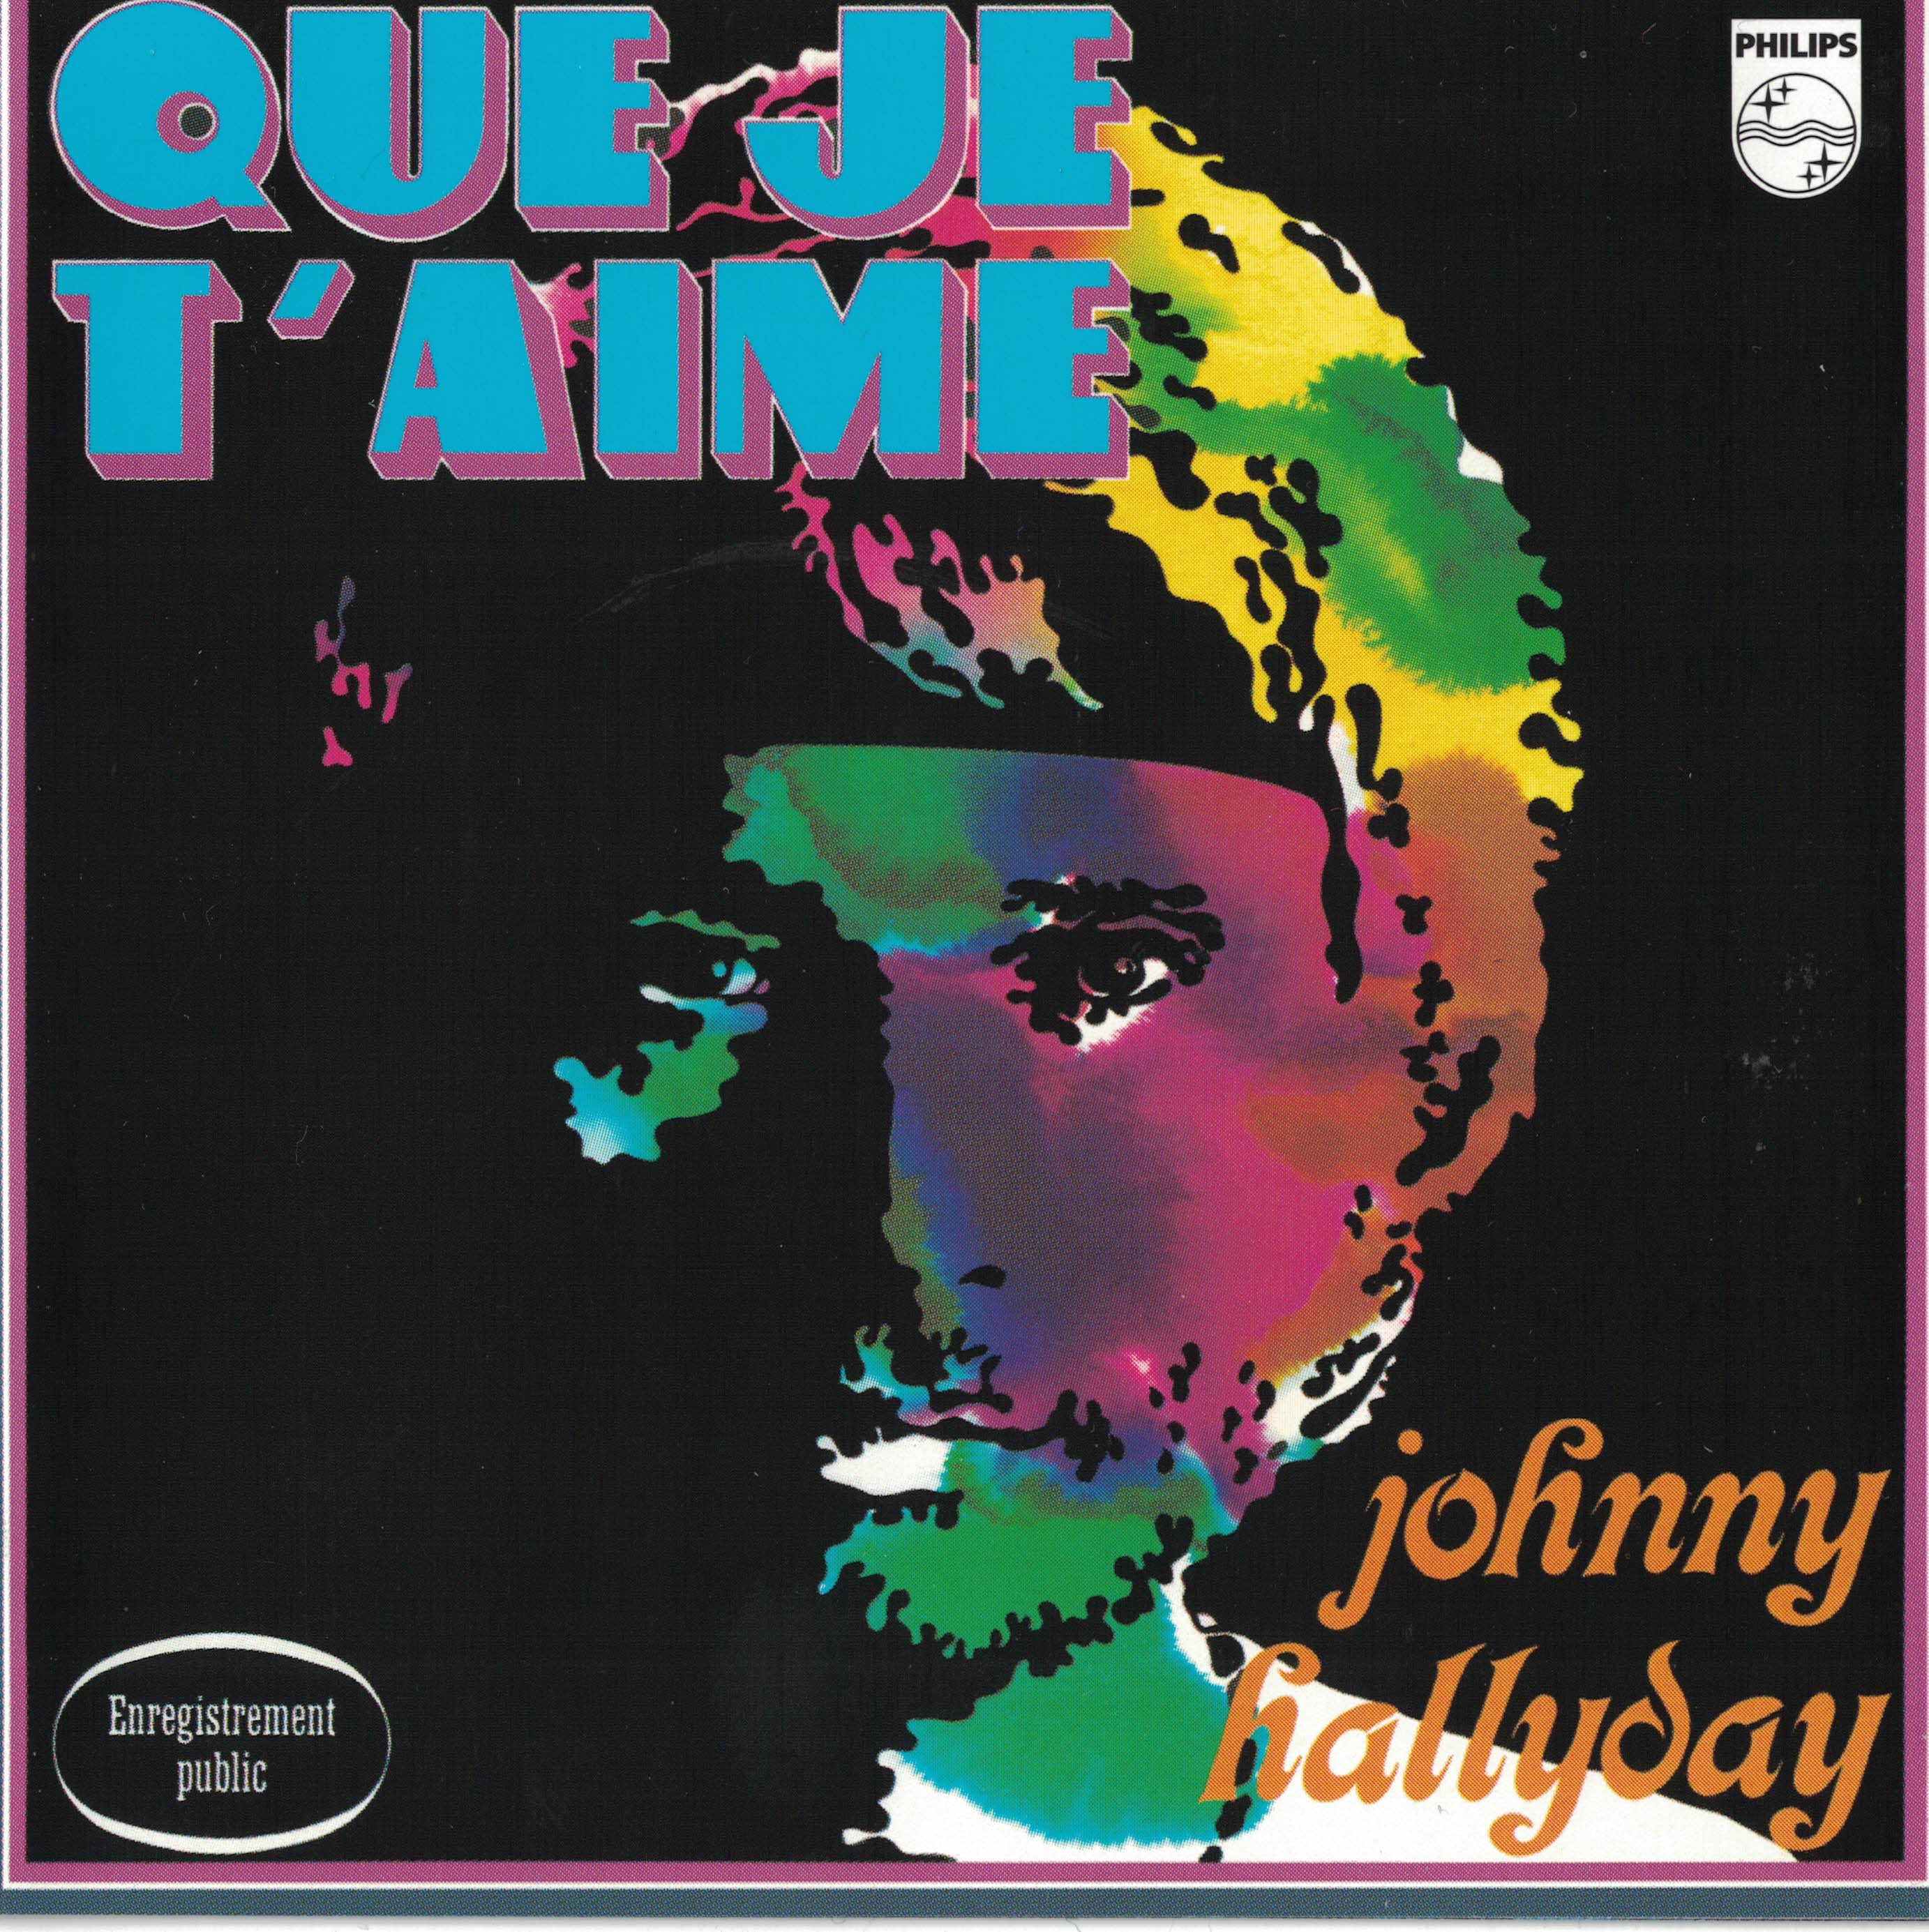 QUE JE
T'AIME
PHILIPS
johnny
hallyday
Enregistrement
public